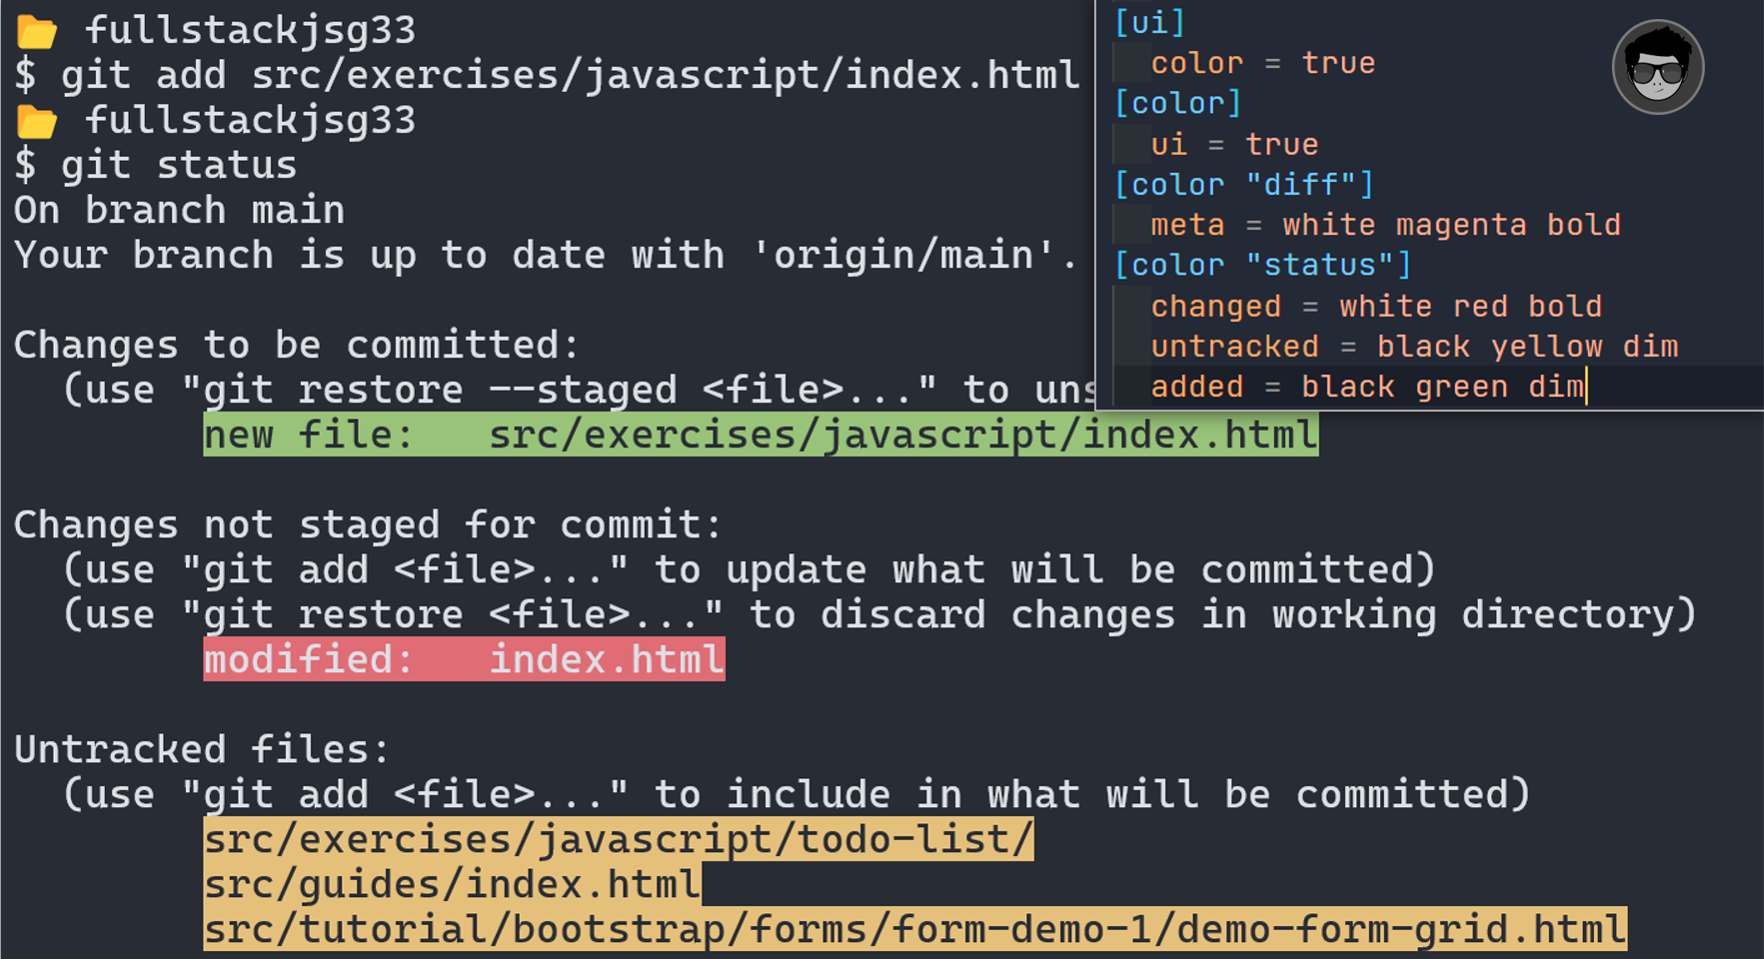 fullstackjsg33
$ git add src/exercises/javascript/index.html
fullstackjsg33
$ git status
On branch main
Your branch is up to date with 'origin/main'.
Changes to be committed:
(use "git restore --staged <file>..." to uns
new file:   src/exercises/javascript/index.html
Changes not staged for commit:
(use "git add <file>..." to update what will be committed)
(use "git restore <file>..." to discard changes in working directory)
modified:   index.html
Untracked files:
(use "git add <file>..." to include in what will be committed)
src/exercises/javascript/todo-list/
src/guides/index.html
src/tutorial/bootstrap/forms/form-demo-1/demo-form-grid.html
[ui]
color = true
[color]
ui = true
[color "diff"]
meta = white magenta bold
[color "status"]
changed = white red bold
untracked = black yellow dim
added = black green dim